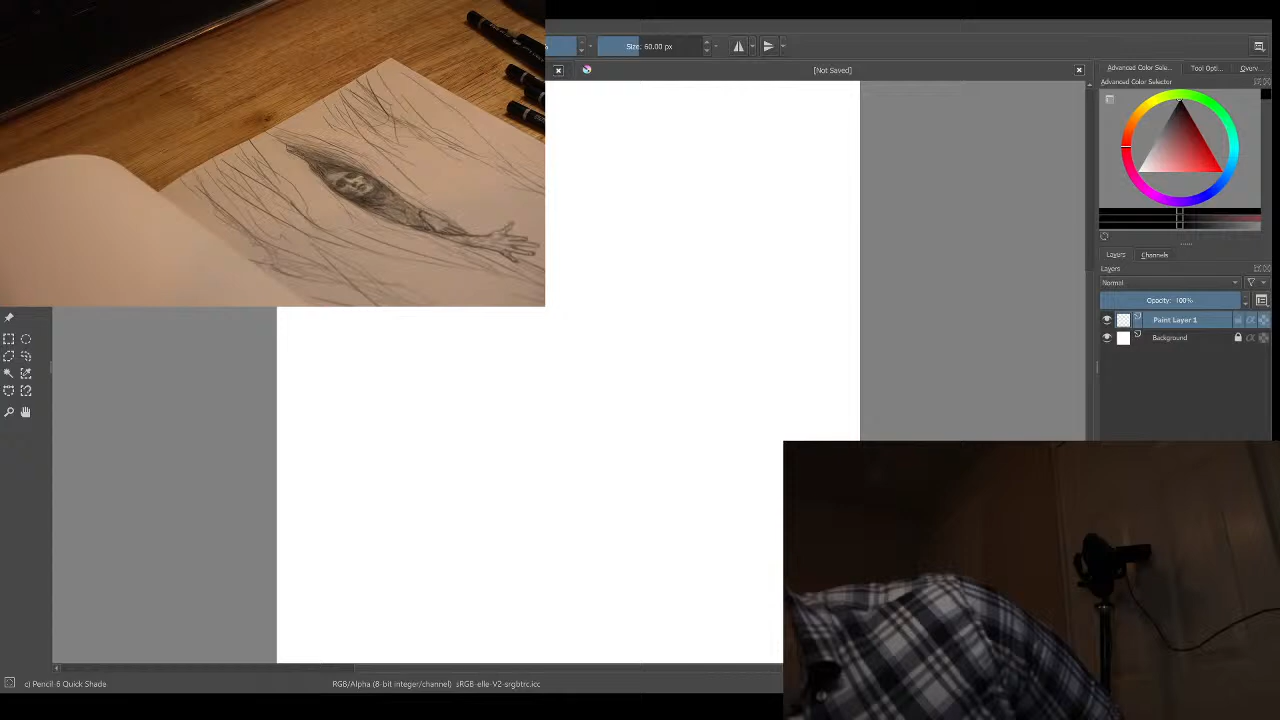 Size: 60.00 px
[Not Saved]
Advanced Color Sele...
Tool Opti...
Overv...
Advanced Color Selector
Layers
Channels
Layers
Normal
Opacity: 100%
Paint Layer 1
Background
c) Pencil-6 Quick Shade
RGB/Alpha (8-bit integer/channel) sRGB-elle-V2-srgbtrc.icc